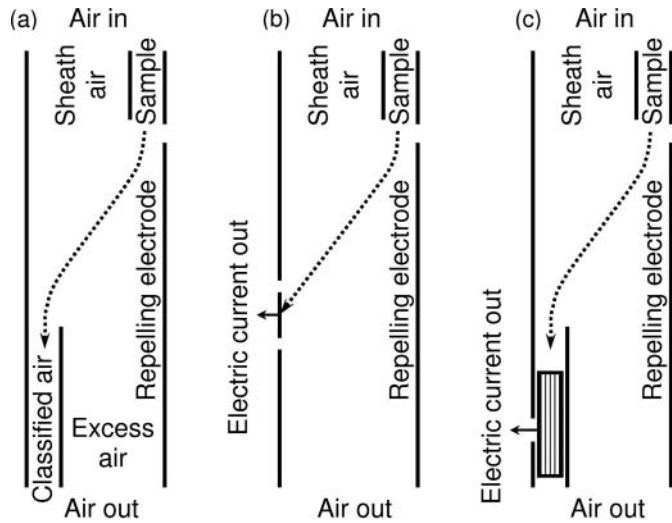 (a)
Air in
Sheath
air
Sample
Repelling electrode
Classified air
Excess
air
Air out
(b)
Air in
Sheath
air
Sample
Repelling electrode
Electric current out
Air out
(c)
Air in
Sheath
air
Sample
Repelling electrode
Electric current out
Air out